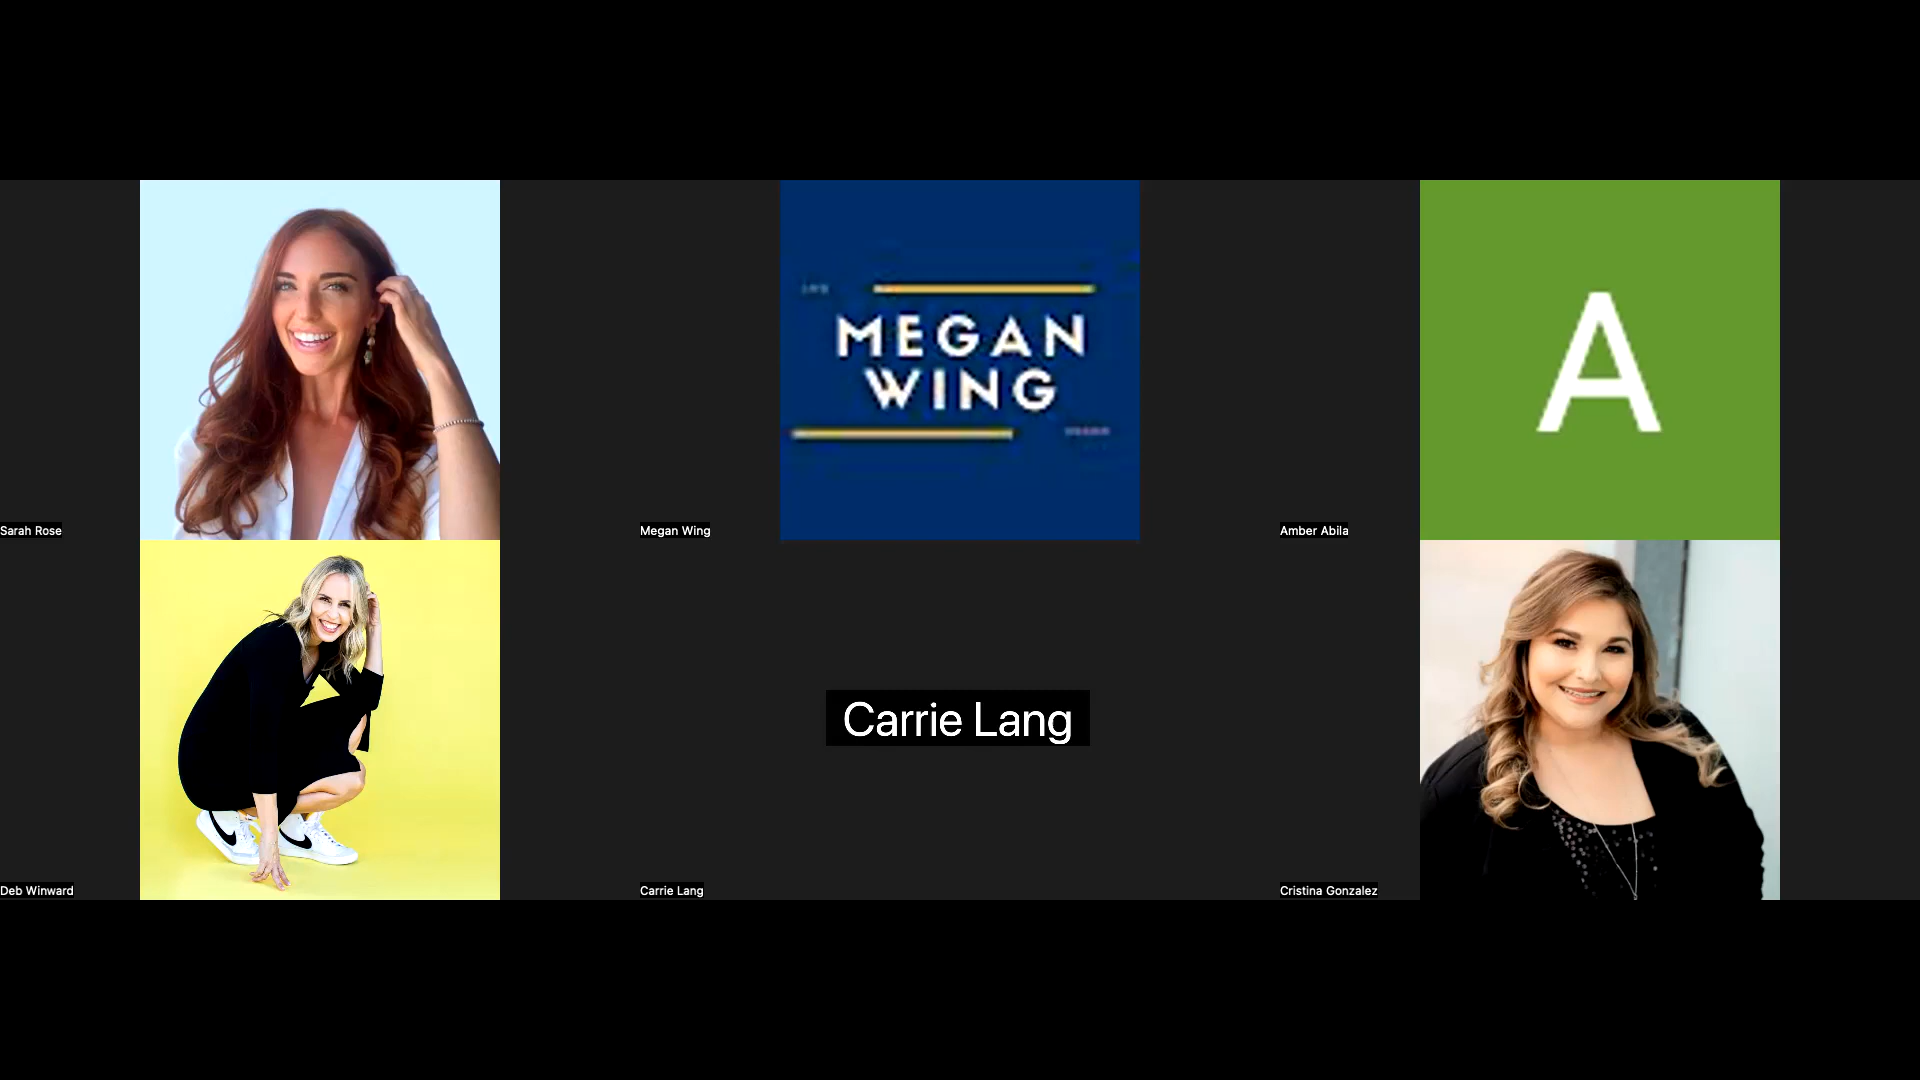 MEGAN
WING
A
Sarah Rose
Megan Wing
Amber Abila
Carrie Lang
Deb Winward
Carrie Lang
Cristina Gonzalez